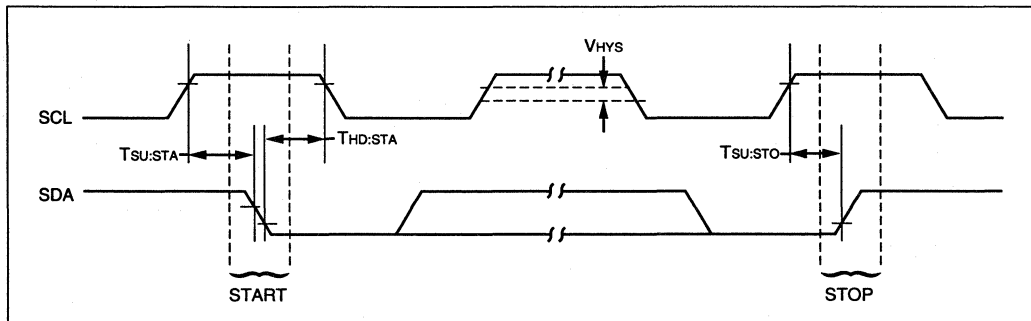 VHYS
SCL
TSU:STA
THD:STA
TSU:STO
SDA
START
STOP